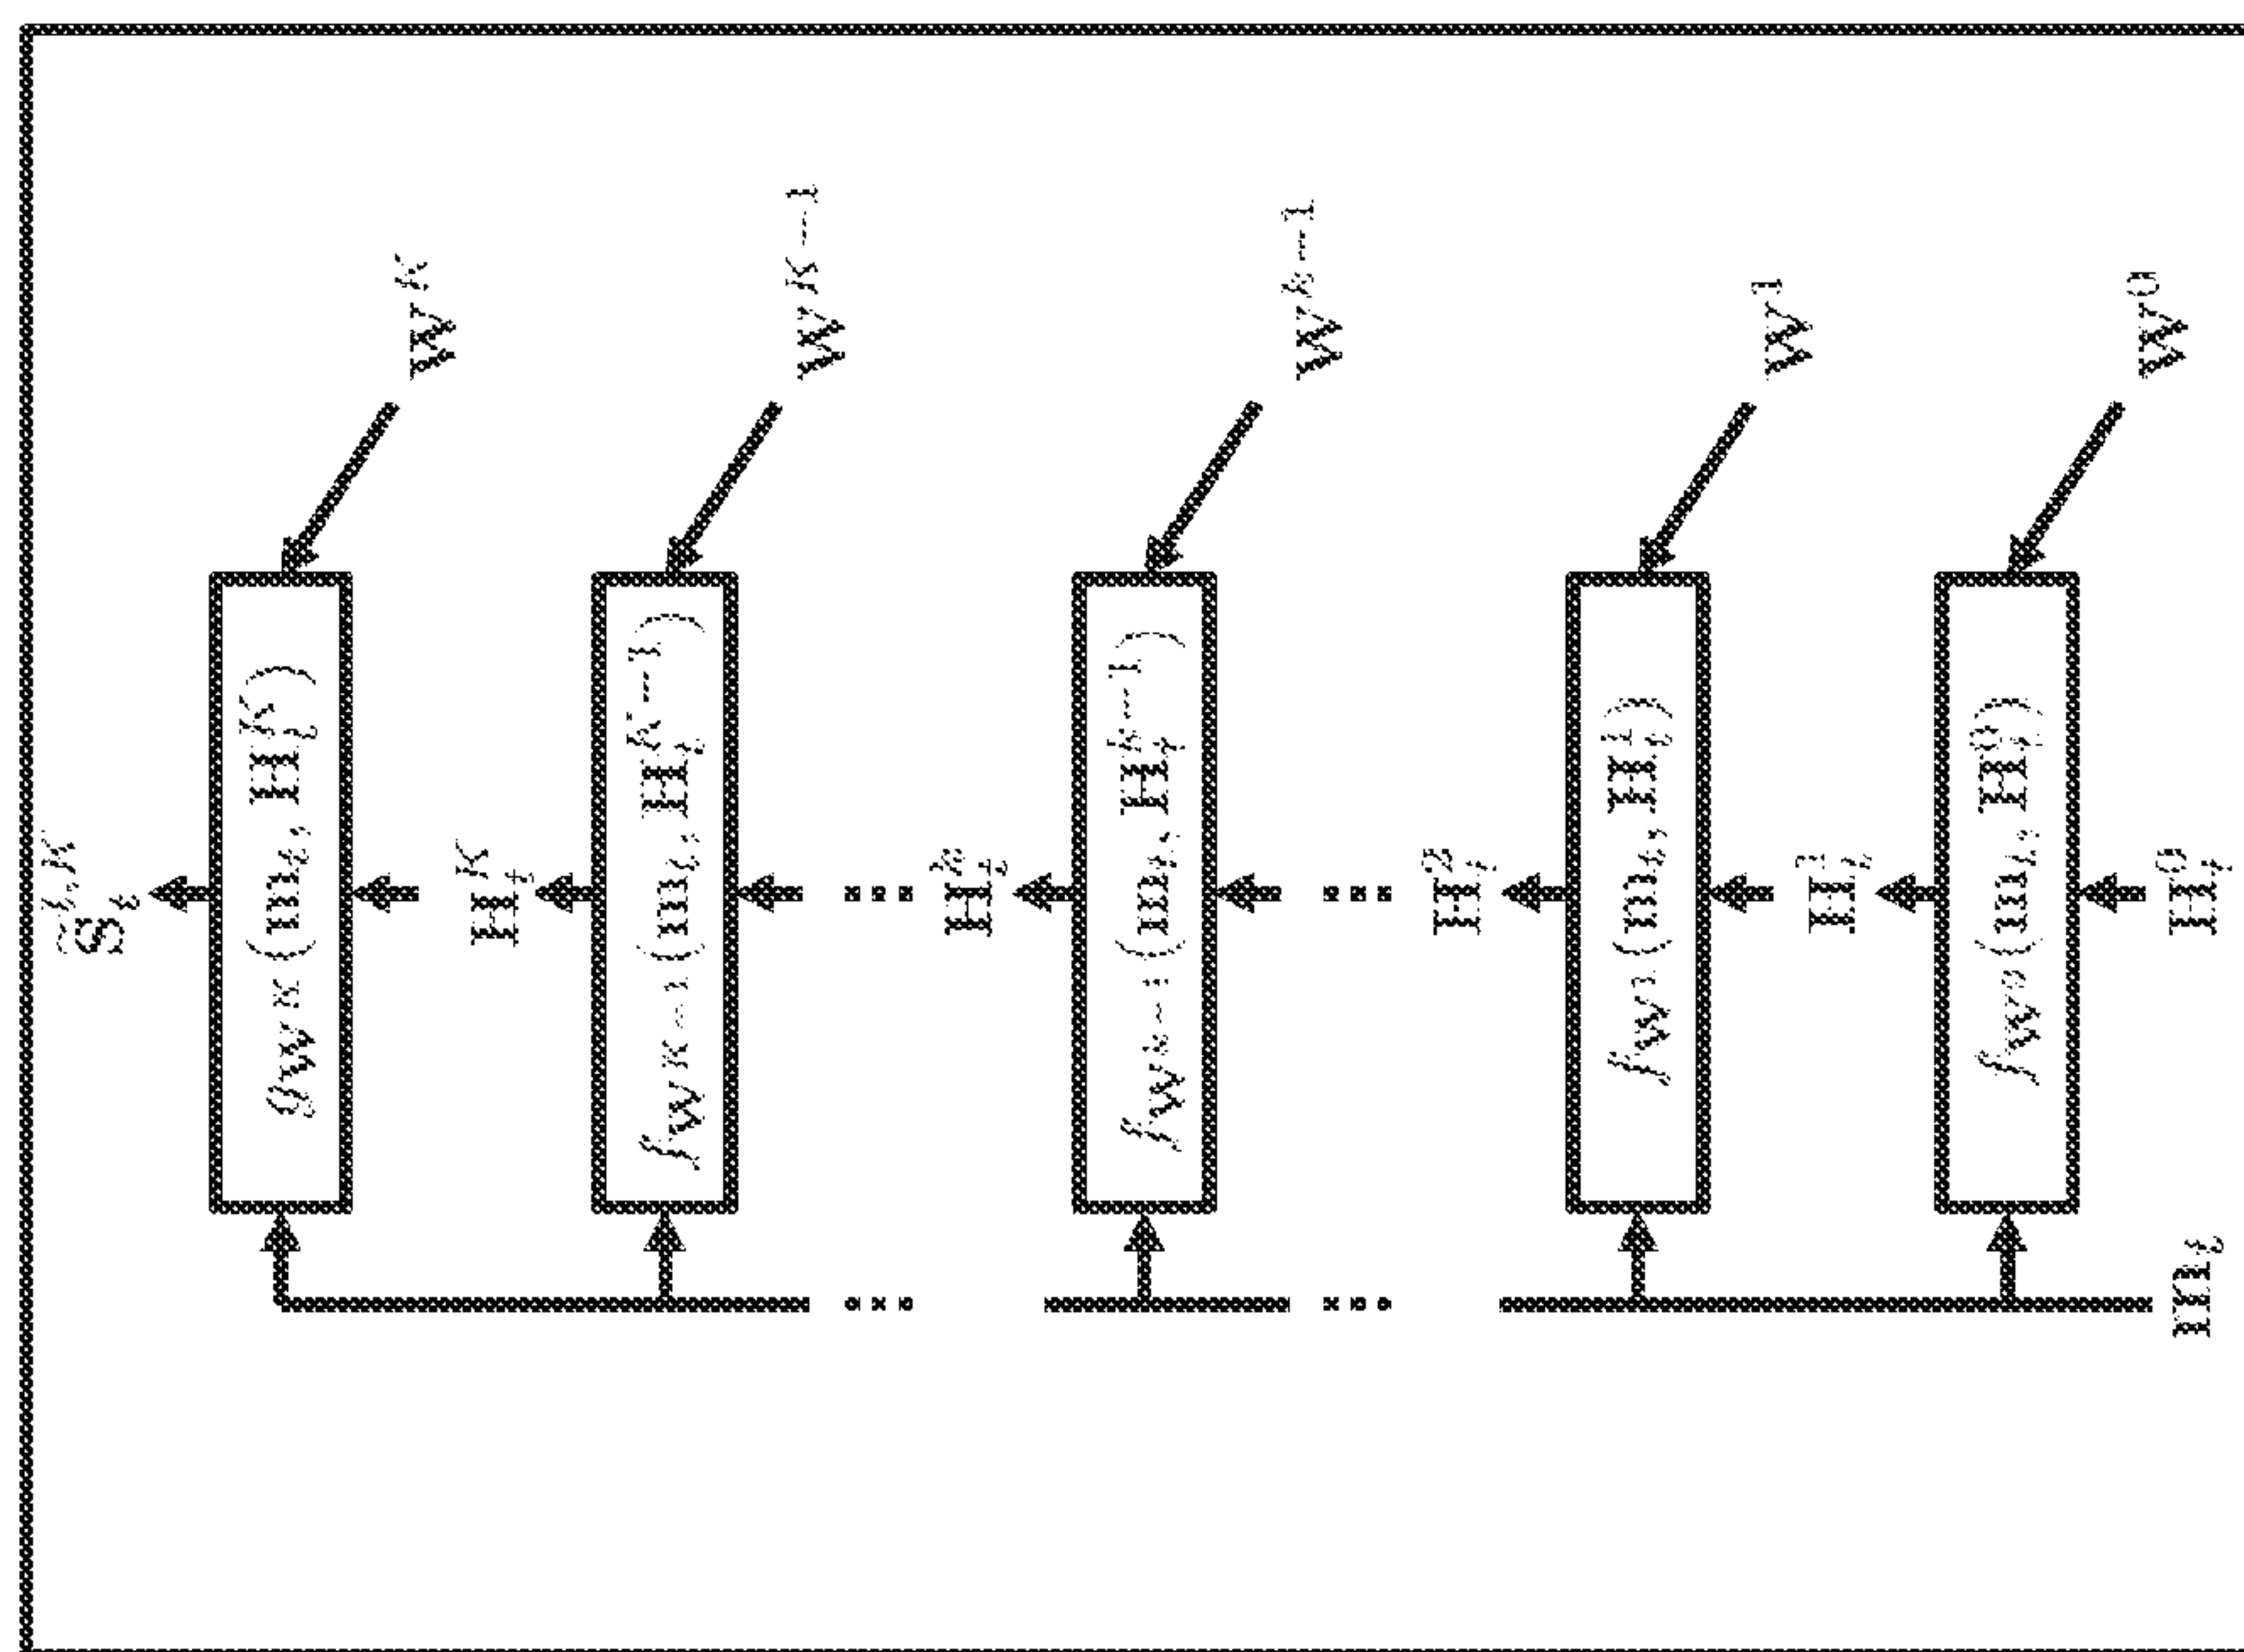 S̃_t^{i,K}
g_{W^K}(m_t, H_t^K)
W^K
H_t^K
f_{W^{K-1}}(m_t, H_t^{K-1})
W^{K-1}
...
...
H_t^k
f_{W^{k-1}}(m_t, H_t^{k-1})
W^{k-1}
...
...
H_t^2
f_{W^1}(m_t, H_t^1)
W^1
H_t^1
f_{W^0}(m_t, H_t^0)
W^0
m_t
H_t^0